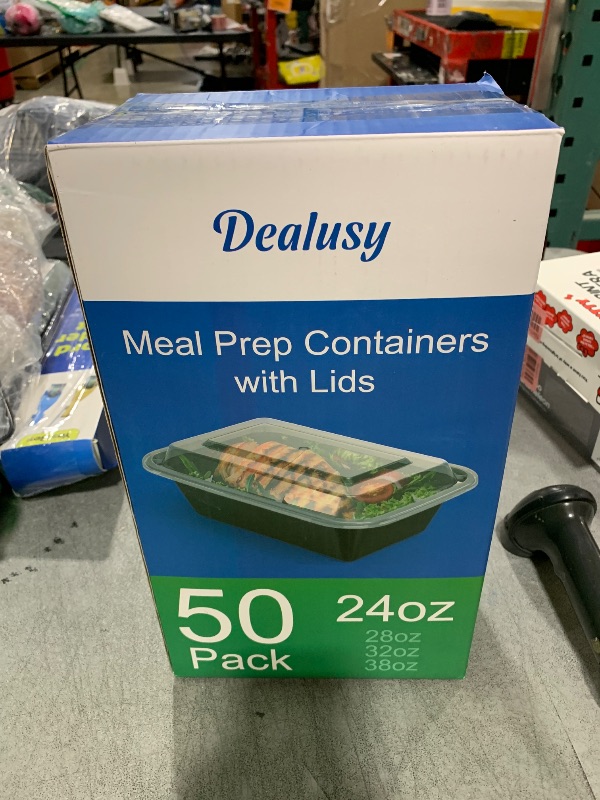 Dealusy
Meal Prep Containers
with Lids
50
Pack
24oz
28oz
32oz
38oz